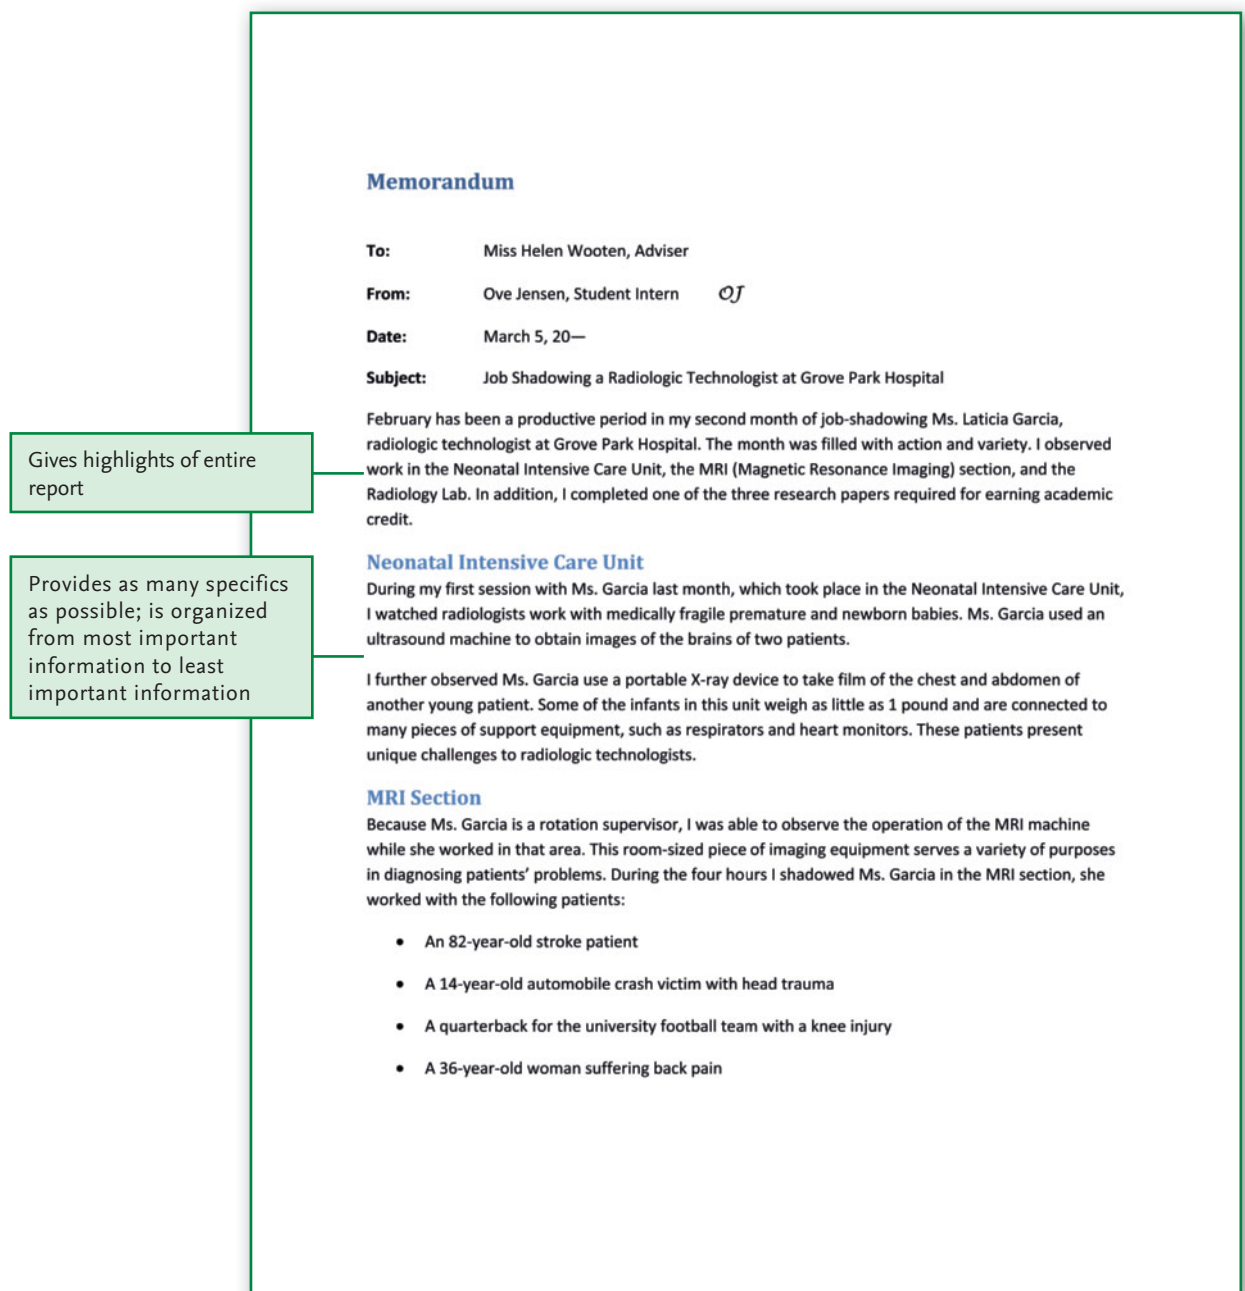 Memorandum
To: Miss Helen Wooten, Adviser
From: Ove Jensen, Student Intern OJ
Date: March 5, 20—
Subject: Job Shadowing a Radiologic Technologist at Grove Park Hospital
February has been a productive period in my second month of job-shadowing Ms. Laticia Garcia,
radiologic technologist at Grove Park Hospital. The month was filled with action and variety. I observed
work in the Neonatal Intensive Care Unit, the MRI (Magnetic Resonance Imaging) section, and the
Radiology Lab. In addition, I completed one of the three research papers required for earning academic
credit.
Gives highlights of entire
report
Neonatal Intensive Care Unit
During my first session with Ms. Garcia last month, which took place in the Neonatal Intensive Care Unit,
I watched radiologists work with medically fragile premature and newborn babies. Ms. Garcia used an
ultrasound machine to obtain images of the brains of two patients.
Provides as many specifics
as possible; is organized
from most important
information to least
important information
I further observed Ms. Garcia use a portable X-ray device to take film of the chest and abdomen of
another young patient. Some of the infants in this unit weigh as little as 1 pound and are connected to
many pieces of support equipment, such as respirators and heart monitors. These patients present
unique challenges to radiologic technologists.
MRI Section
Because Ms. Garcia is a rotation supervisor, I was able to observe the operation of the MRI machine
while she worked in that area. This room-sized piece of imaging equipment serves a variety of purposes
in diagnosing patients’ problems. During the four hours I shadowed Ms. Garcia in the MRI section, she
worked with the following patients:
• An 82-year-old stroke patient
• A 14-year-old automobile crash victim with head trauma
• A quarterback for the university football team with a knee injury
• A 36-year-old woman suffering back pain